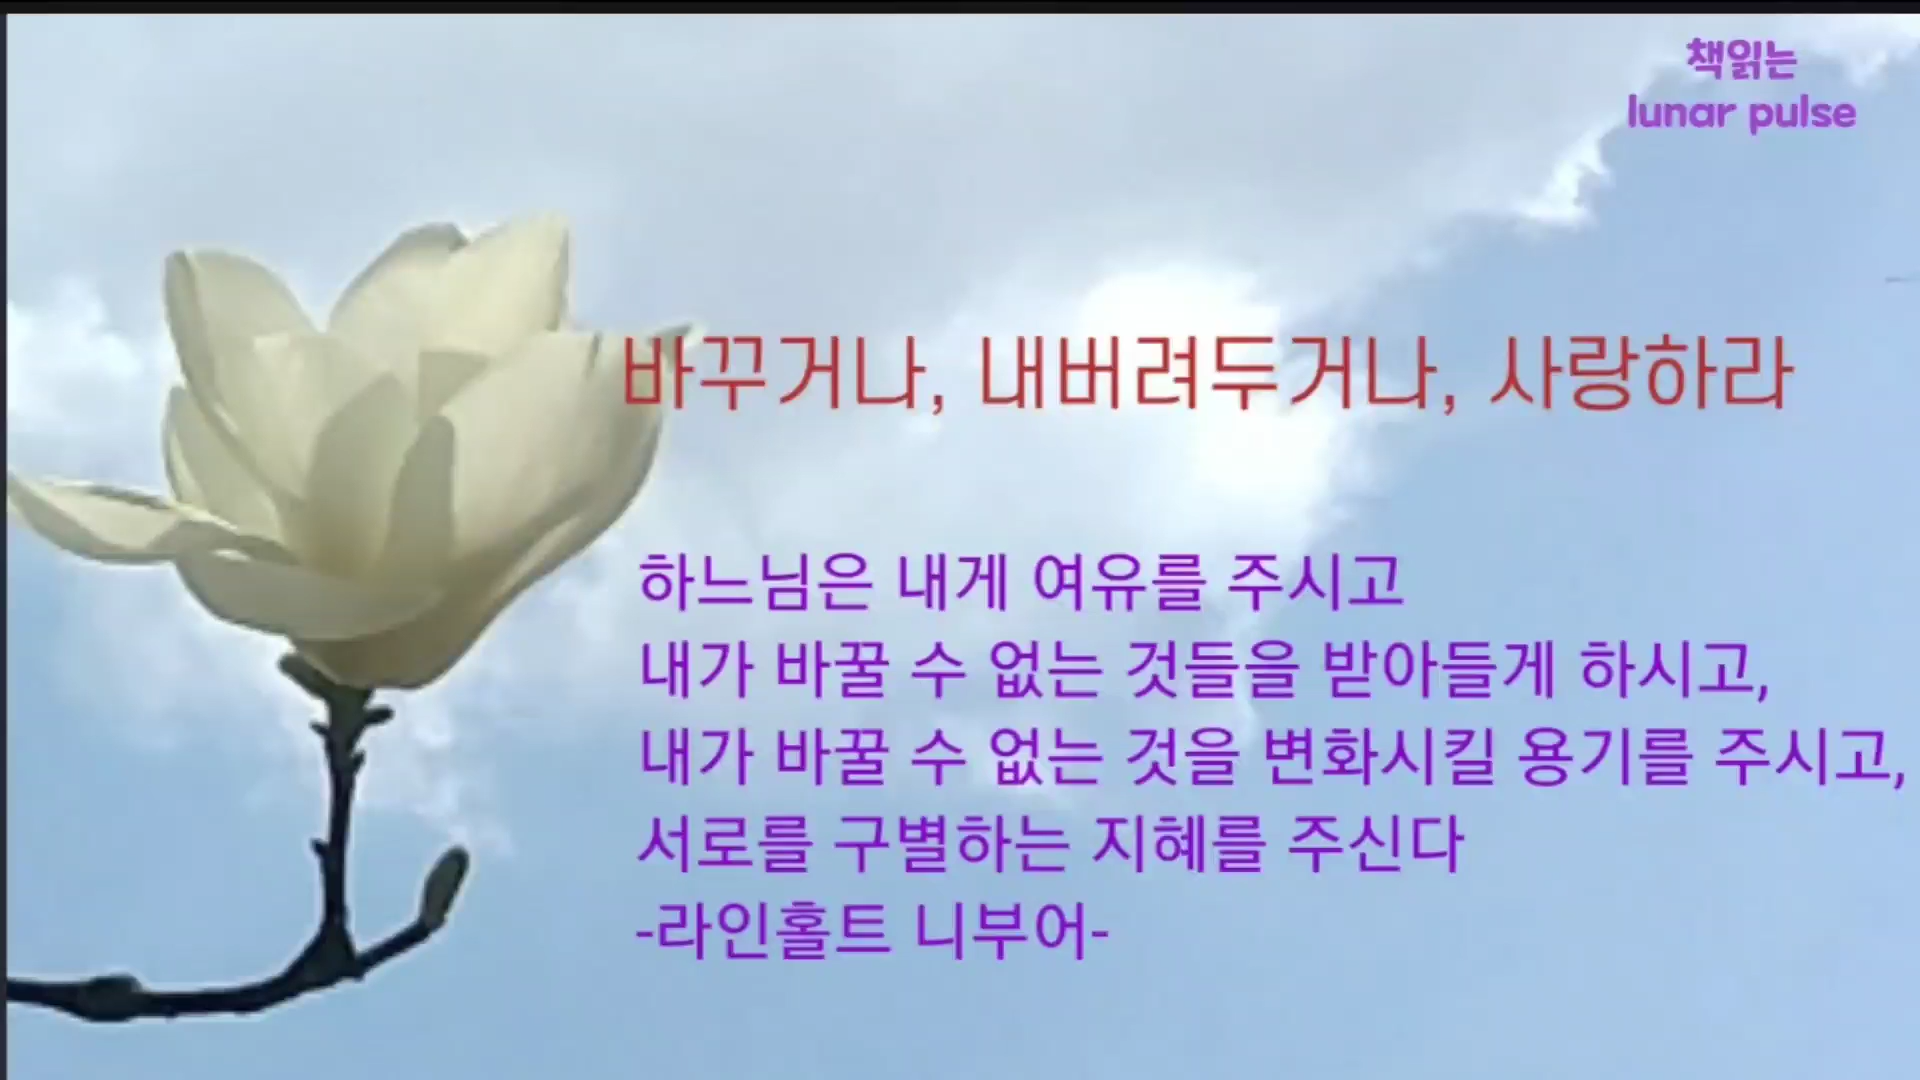 책읽는
lunar pulse
바꾸거나, 내버려두거나, 사랑하라
하느님은 내게 여유를 주시고
내가 바꿀 수 없는 것들을 받아들게 하시고,
내가 바꿀 수 없는 것을 변화시킬 용기를 주시고,
서로를 구별하는 지혜를 주신다
-라인홀트 니부어-